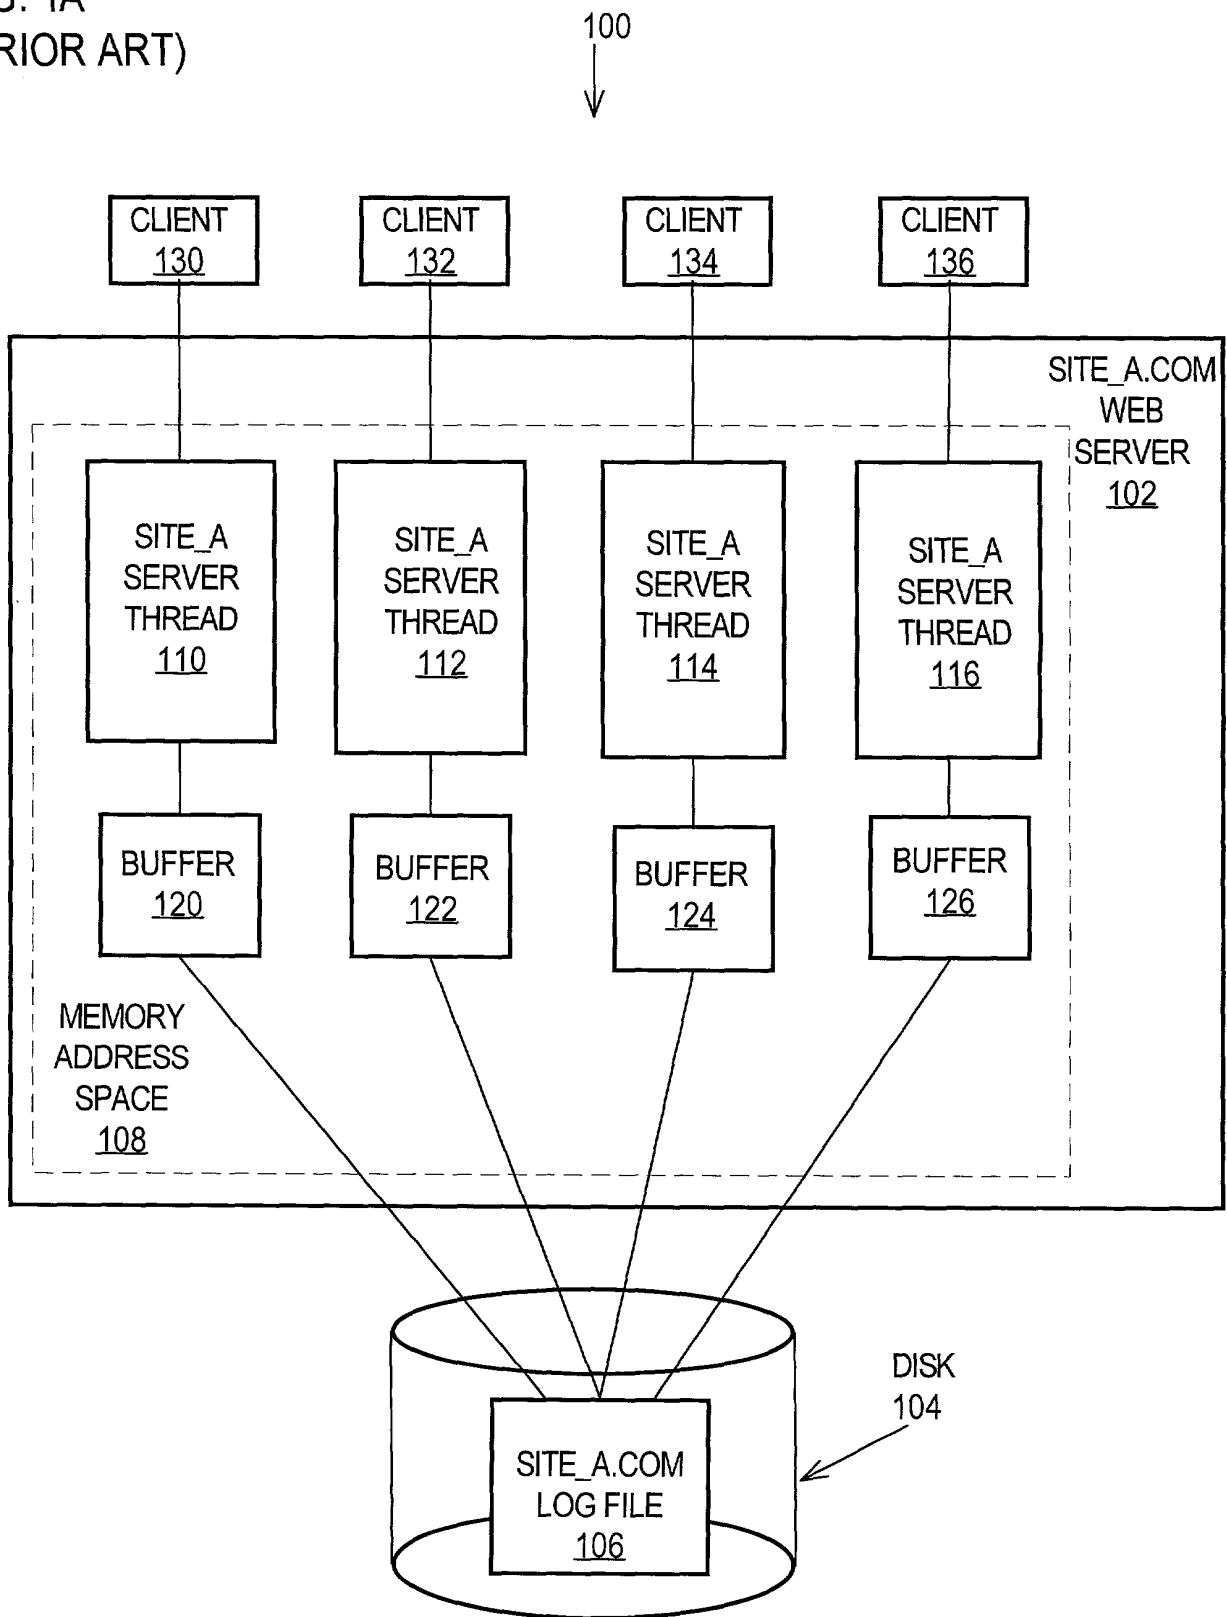 RIOR ART)
100
CLIENT
130
CLIENT
132
CLIENT
134
CLIENT
136
SITE_A.COM
WEB
SERVER
102
SITE_A
SERVER
THREAD
110
SITE_A
SERVER
THREAD
112
SITE_A
SERVER
THREAD
114
SITE_A
SERVER
THREAD
116
BUFFER
120
BUFFER
122
BUFFER
124
BUFFER
126
MEMORY
ADDRESS
SPACE
108
DISK
104
SITE_A.COM
LOG FILE
106